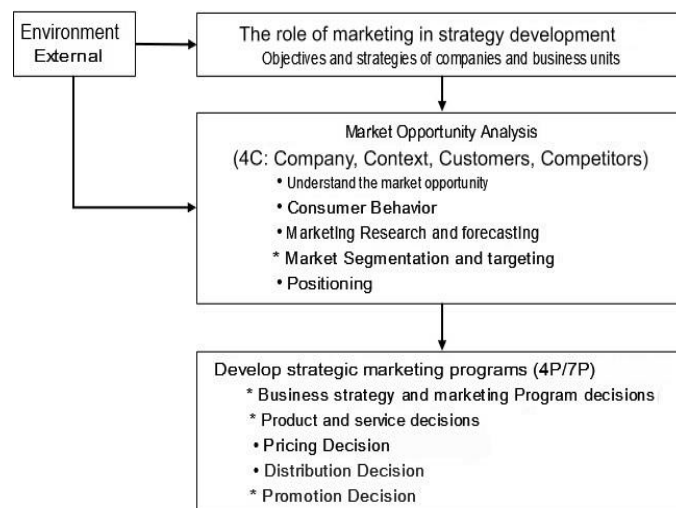 Environment
External
The role of marketing in strategy development
Objectives and strategies of companies and business units
Market Opportunity Analysis
(4C: Company, Context, Customers, Competitors)
• Understand the market opportunity
• Consumer Behavior
• Marketing Research and forecasting
* Market Segmentation and targeting
• Positioning
Develop strategic marketing programs (4P/7P)
* Business strategy and marketing Program decisions
* Product and service decisions
• Pricing Decision
• Distribution Decision
* Promotion Decision